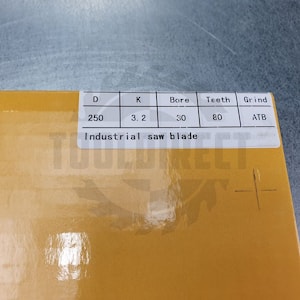 D K Bore Teeth Grind
250 3.2 30 80 ATB
Industrial saw blade
TOOLDIRECT